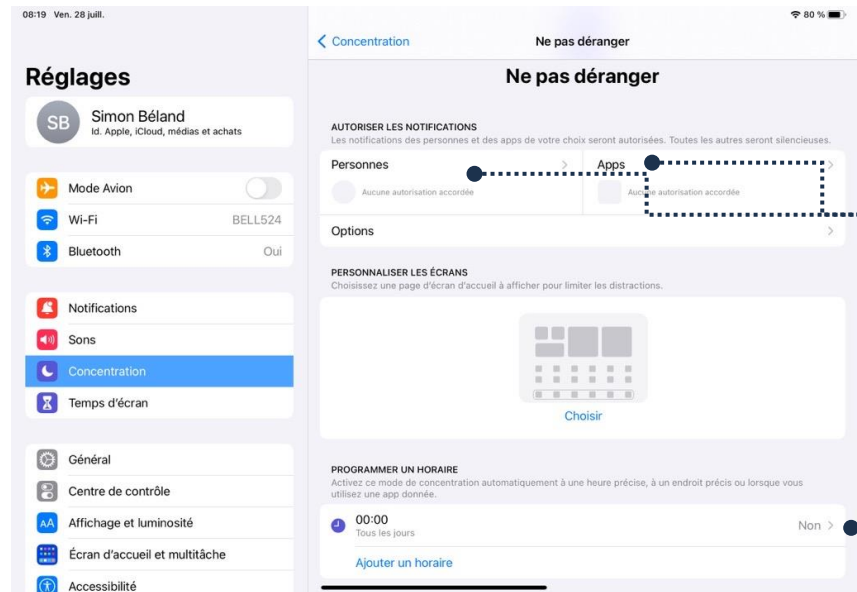 08:19 Ven. 28 juill.
80 %
Réglages
SB
Simon Béland
Id. Apple, iCloud, médias et achats
Mode Avion
Wi-Fi
BELL524
Bluetooth
Oui
Notifications
Sons
Concentration
Temps d'écran
Général
Centre de contrôle
AA
Affichage et luminosité
Écran d'accueil et multitâche
Accessibilité
Concentration
Ne pas déranger
Ne pas déranger
AUTORISER LES NOTIFICATIONS
Les notifications des personnes et des apps de votre choix seront autorisées. Toutes les autres seront silencieuses.
Personnes
Aucune autorisation accordée
Apps
Aucune autorisation accordée
Options
PERSONNALISER LES ÉCRANS
Choisissez une page d'écran d'accueil à afficher pour limiter les distractions.
Choisir
PROGRAMMER UN HORAIRE
Activez ce mode de concentration automatiquement à une heure précise, à un endroit précis ou lorsque vous
utilisez une app donnée.
00:00
Tous les jours
Non
Ajouter un horaire